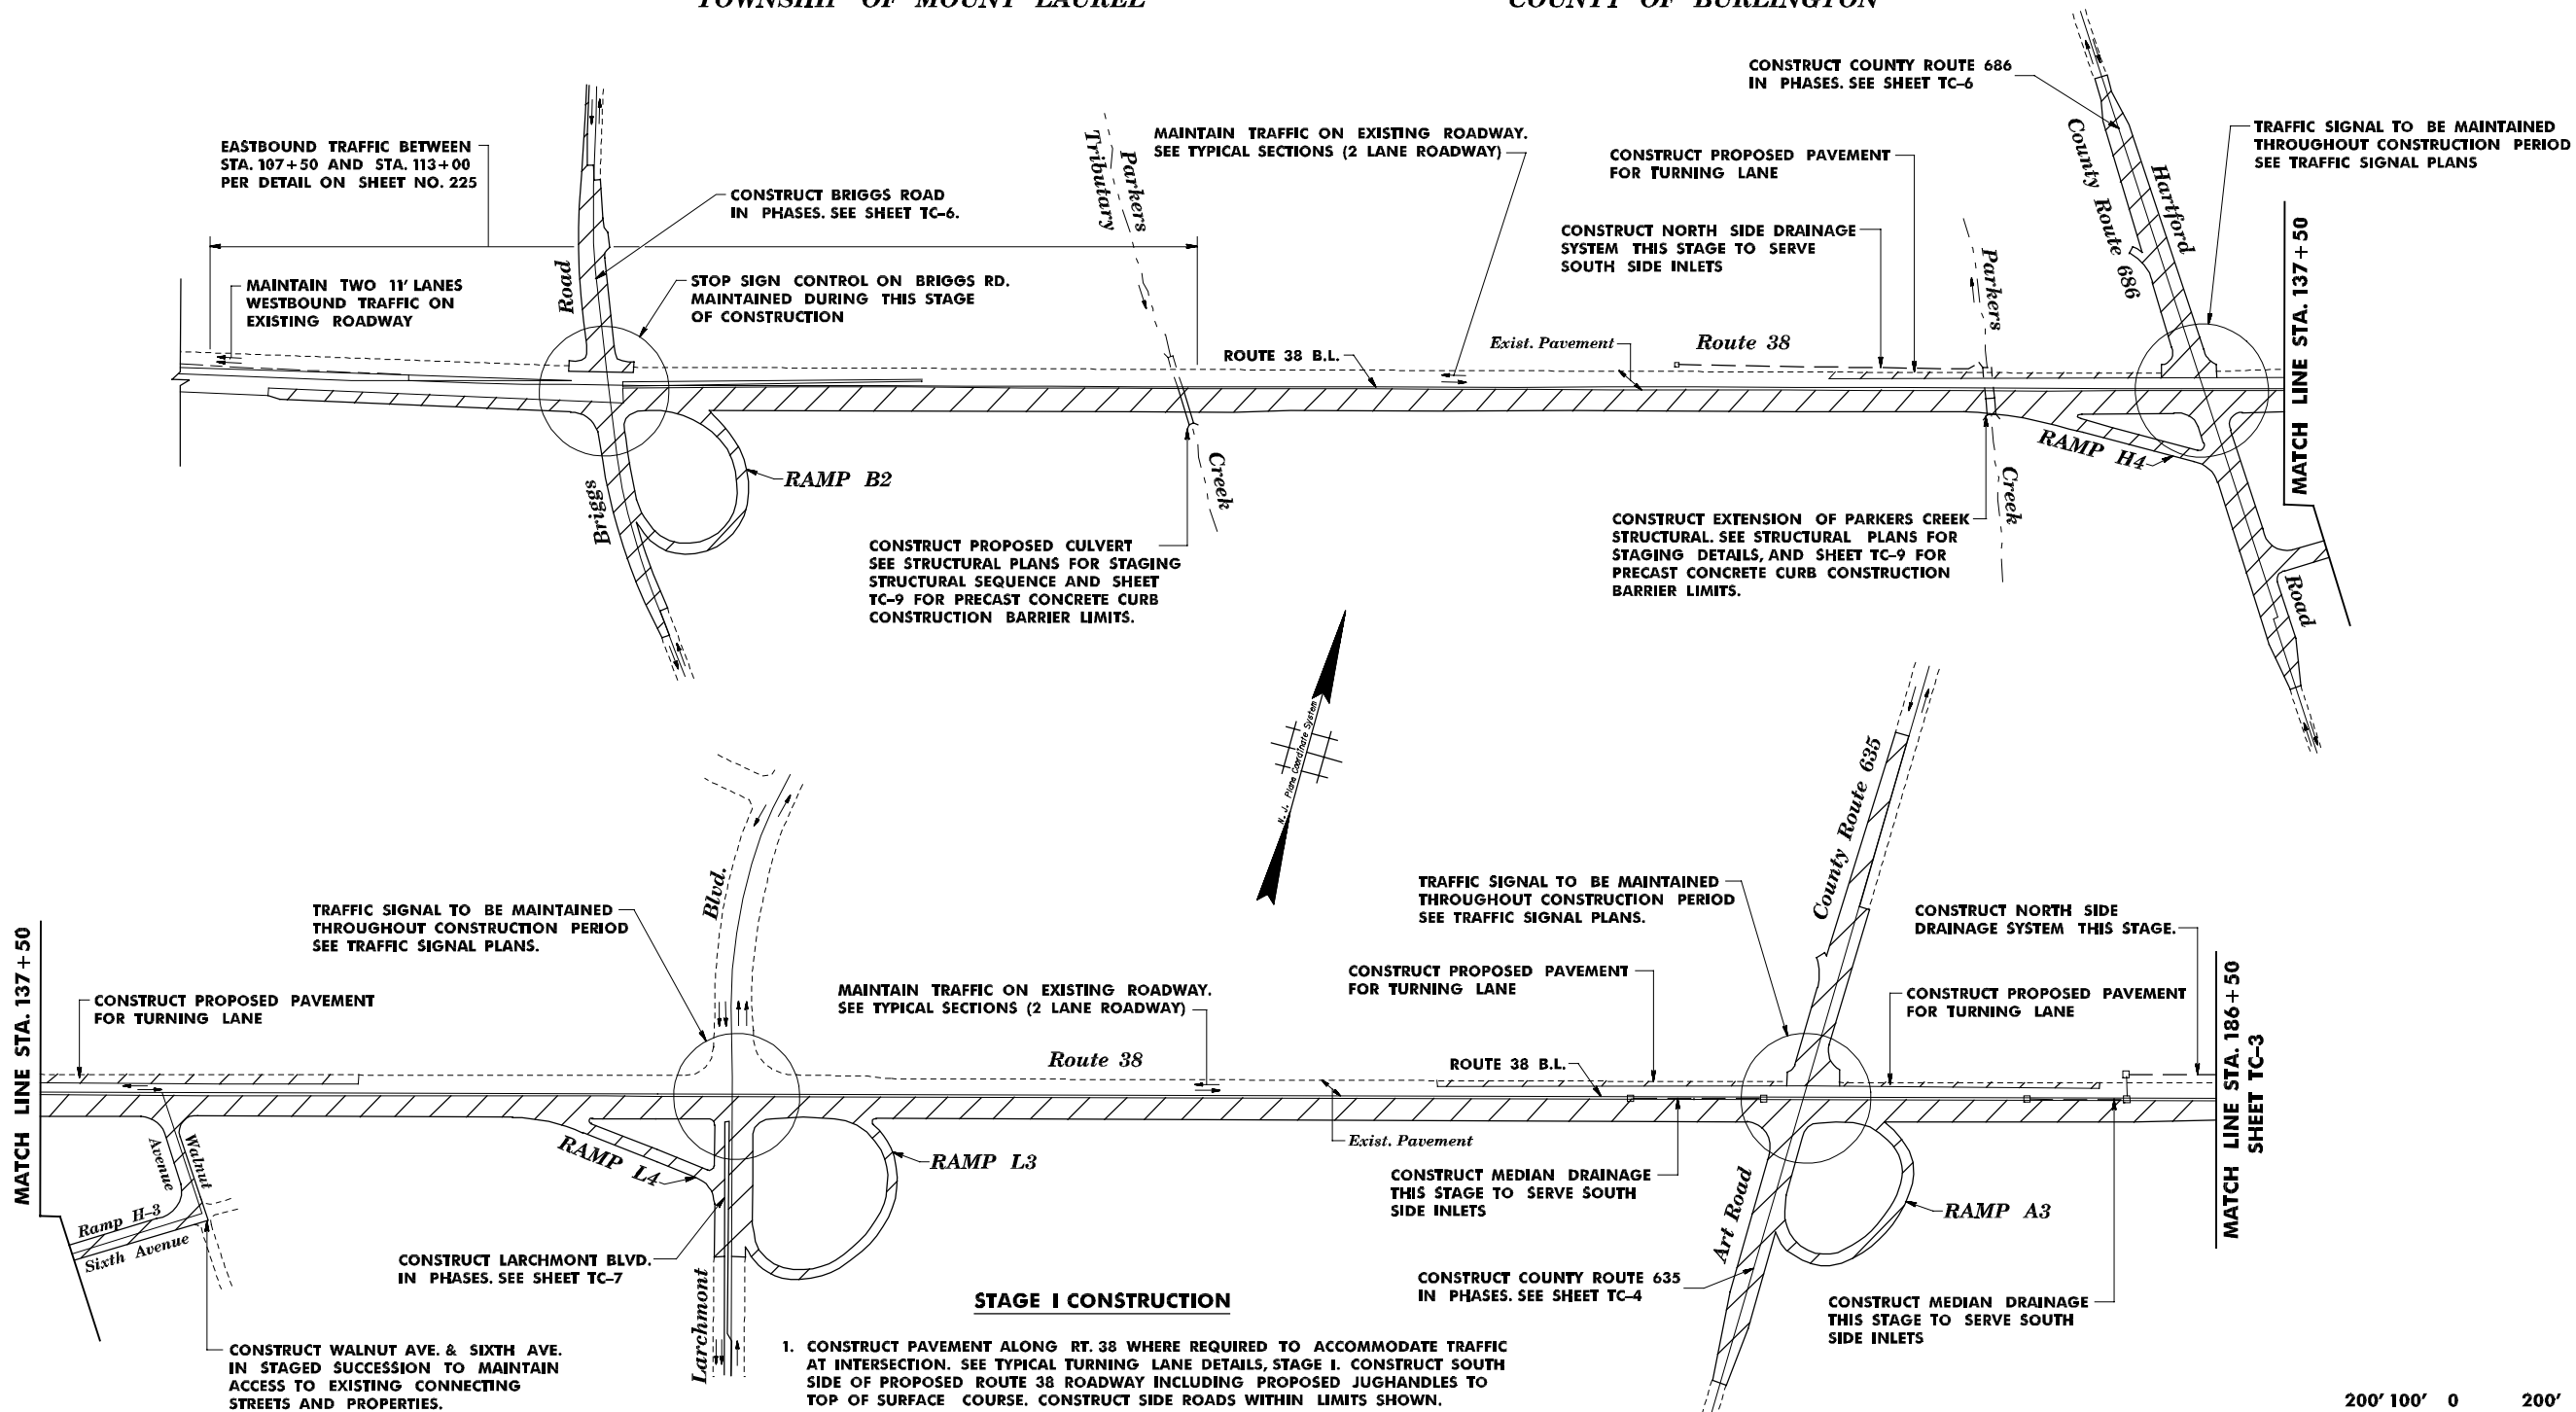 TOWNSHIP OF MOUNT LAUREL
COUNTY OF BURLINGTON
CONSTRUCT COUNTY ROUTE 686
IN PHASES. SEE SHEET TC-6
EASTBOUND TRAFFIC BETWEEN
STA. 107+50 AND STA. 113+00
PER DETAIL ON SHEET NO. 225
CONSTRUCT BRIGGS ROAD
IN PHASES. SEE SHEET TC-6.
Tributary
Parkers
MAINTAIN TRAFFIC ON EXISTING ROADWAY.
SEE TYPICAL SECTIONS (2 LANE ROADWAY)
CONSTRUCT PROPOSED PAVEMENT
FOR TURNING LANE
County Route 686
Hartford
TRAFFIC SIGNAL TO BE MAINTAINED
THROUGHOUT CONSTRUCTION PERIOD
SEE TRAFFIC SIGNAL PLANS
CONSTRUCT NORTH SIDE DRAINAGE
SYSTEM THIS STAGE TO SERVE
SOUTH SIDE INLETS
MAINTAIN TWO 11' LANES
WESTBOUND TRAFFIC ON
EXISTING ROADWAY
Road
STOP SIGN CONTROL ON BRIGGS RD.
MAINTAINED DURING THIS STAGE
OF CONSTRUCTION
Parkers
MATCH LINE STA. 137+50
ROUTE 38 B.L.
Exist. Pavement
Route 38
RAMP B2
Briggs
Creek
RAMP H4
Creek
CONSTRUCT PROPOSED CULVERT
SEE STRUCTURAL PLANS FOR STAGING
STRUCTURAL SEQUENCE AND SHEET
TC-9 FOR PRECAST CONCRETE CURB
CONSTRUCTION BARRIER LIMITS.
CONSTRUCT EXTENSION OF PARKERS CREEK
STRUCTURAL. SEE STRUCTURAL PLANS FOR
STAGING DETAILS, AND SHEET TC-9 FOR
PRECAST CONCRETE CURB CONSTRUCTION
BARRIER LIMITS.
Road
N. J. Plane Coordinate System
MATCH LINE STA. 137+50
TRAFFIC SIGNAL TO BE MAINTAINED
THROUGHOUT CONSTRUCTION PERIOD
SEE TRAFFIC SIGNAL PLANS.
Blvd.
TRAFFIC SIGNAL TO BE MAINTAINED
THROUGHOUT CONSTRUCTION PERIOD
SEE TRAFFIC SIGNAL PLANS.
County Route 635
CONSTRUCT NORTH SIDE
DRAINAGE SYSTEM THIS STAGE.
CONSTRUCT PROPOSED PAVEMENT
FOR TURNING LANE
MAINTAIN TRAFFIC ON EXISTING ROADWAY.
SEE TYPICAL SECTIONS (2 LANE ROADWAY)
CONSTRUCT PROPOSED PAVEMENT
FOR TURNING LANE
CONSTRUCT PROPOSED PAVEMENT
FOR TURNING LANE
MATCH LINE STA. 186+50
SHEET TC-3
Route 38
ROUTE 38 B.L.
Avenue
Walnut
RAMP L4
RAMP L3
Exist. Pavement
CONSTRUCT MEDIAN DRAINAGE
THIS STAGE TO SERVE SOUTH
SIDE INLETS
Art Road
RAMP A3
Ramp H-3
Sixth Avenue
CONSTRUCT LARCHMONT BLVD.
IN PHASES. SEE SHEET TC-7
Larchmont
CONSTRUCT COUNTY ROUTE 635
IN PHASES. SEE SHEET TC-4
CONSTRUCT MEDIAN DRAINAGE
THIS STAGE TO SERVE SOUTH
SIDE INLETS
CONSTRUCT WALNUT AVE. & SIXTH AVE.
IN STAGED SUCCESSION TO MAINTAIN
ACCESS TO EXISTING CONNECTING
STREETS AND PROPERTIES.
STAGE I CONSTRUCTION
1. CONSTRUCT PAVEMENT ALONG RT. 38 WHERE REQUIRED TO ACCOMMODATE TRAFFIC
AT INTERSECTION. SEE TYPICAL TURNING LANE DETAILS, STAGE I. CONSTRUCT SOUTH
SIDE OF PROPOSED ROUTE 38 ROADWAY INCLUDING PROPOSED JUGHANDLES TO
TOP OF SURFACE COURSE. CONSTRUCT SIDE ROADS WITHIN LIMITS SHOWN.
200' 100' 0 200'